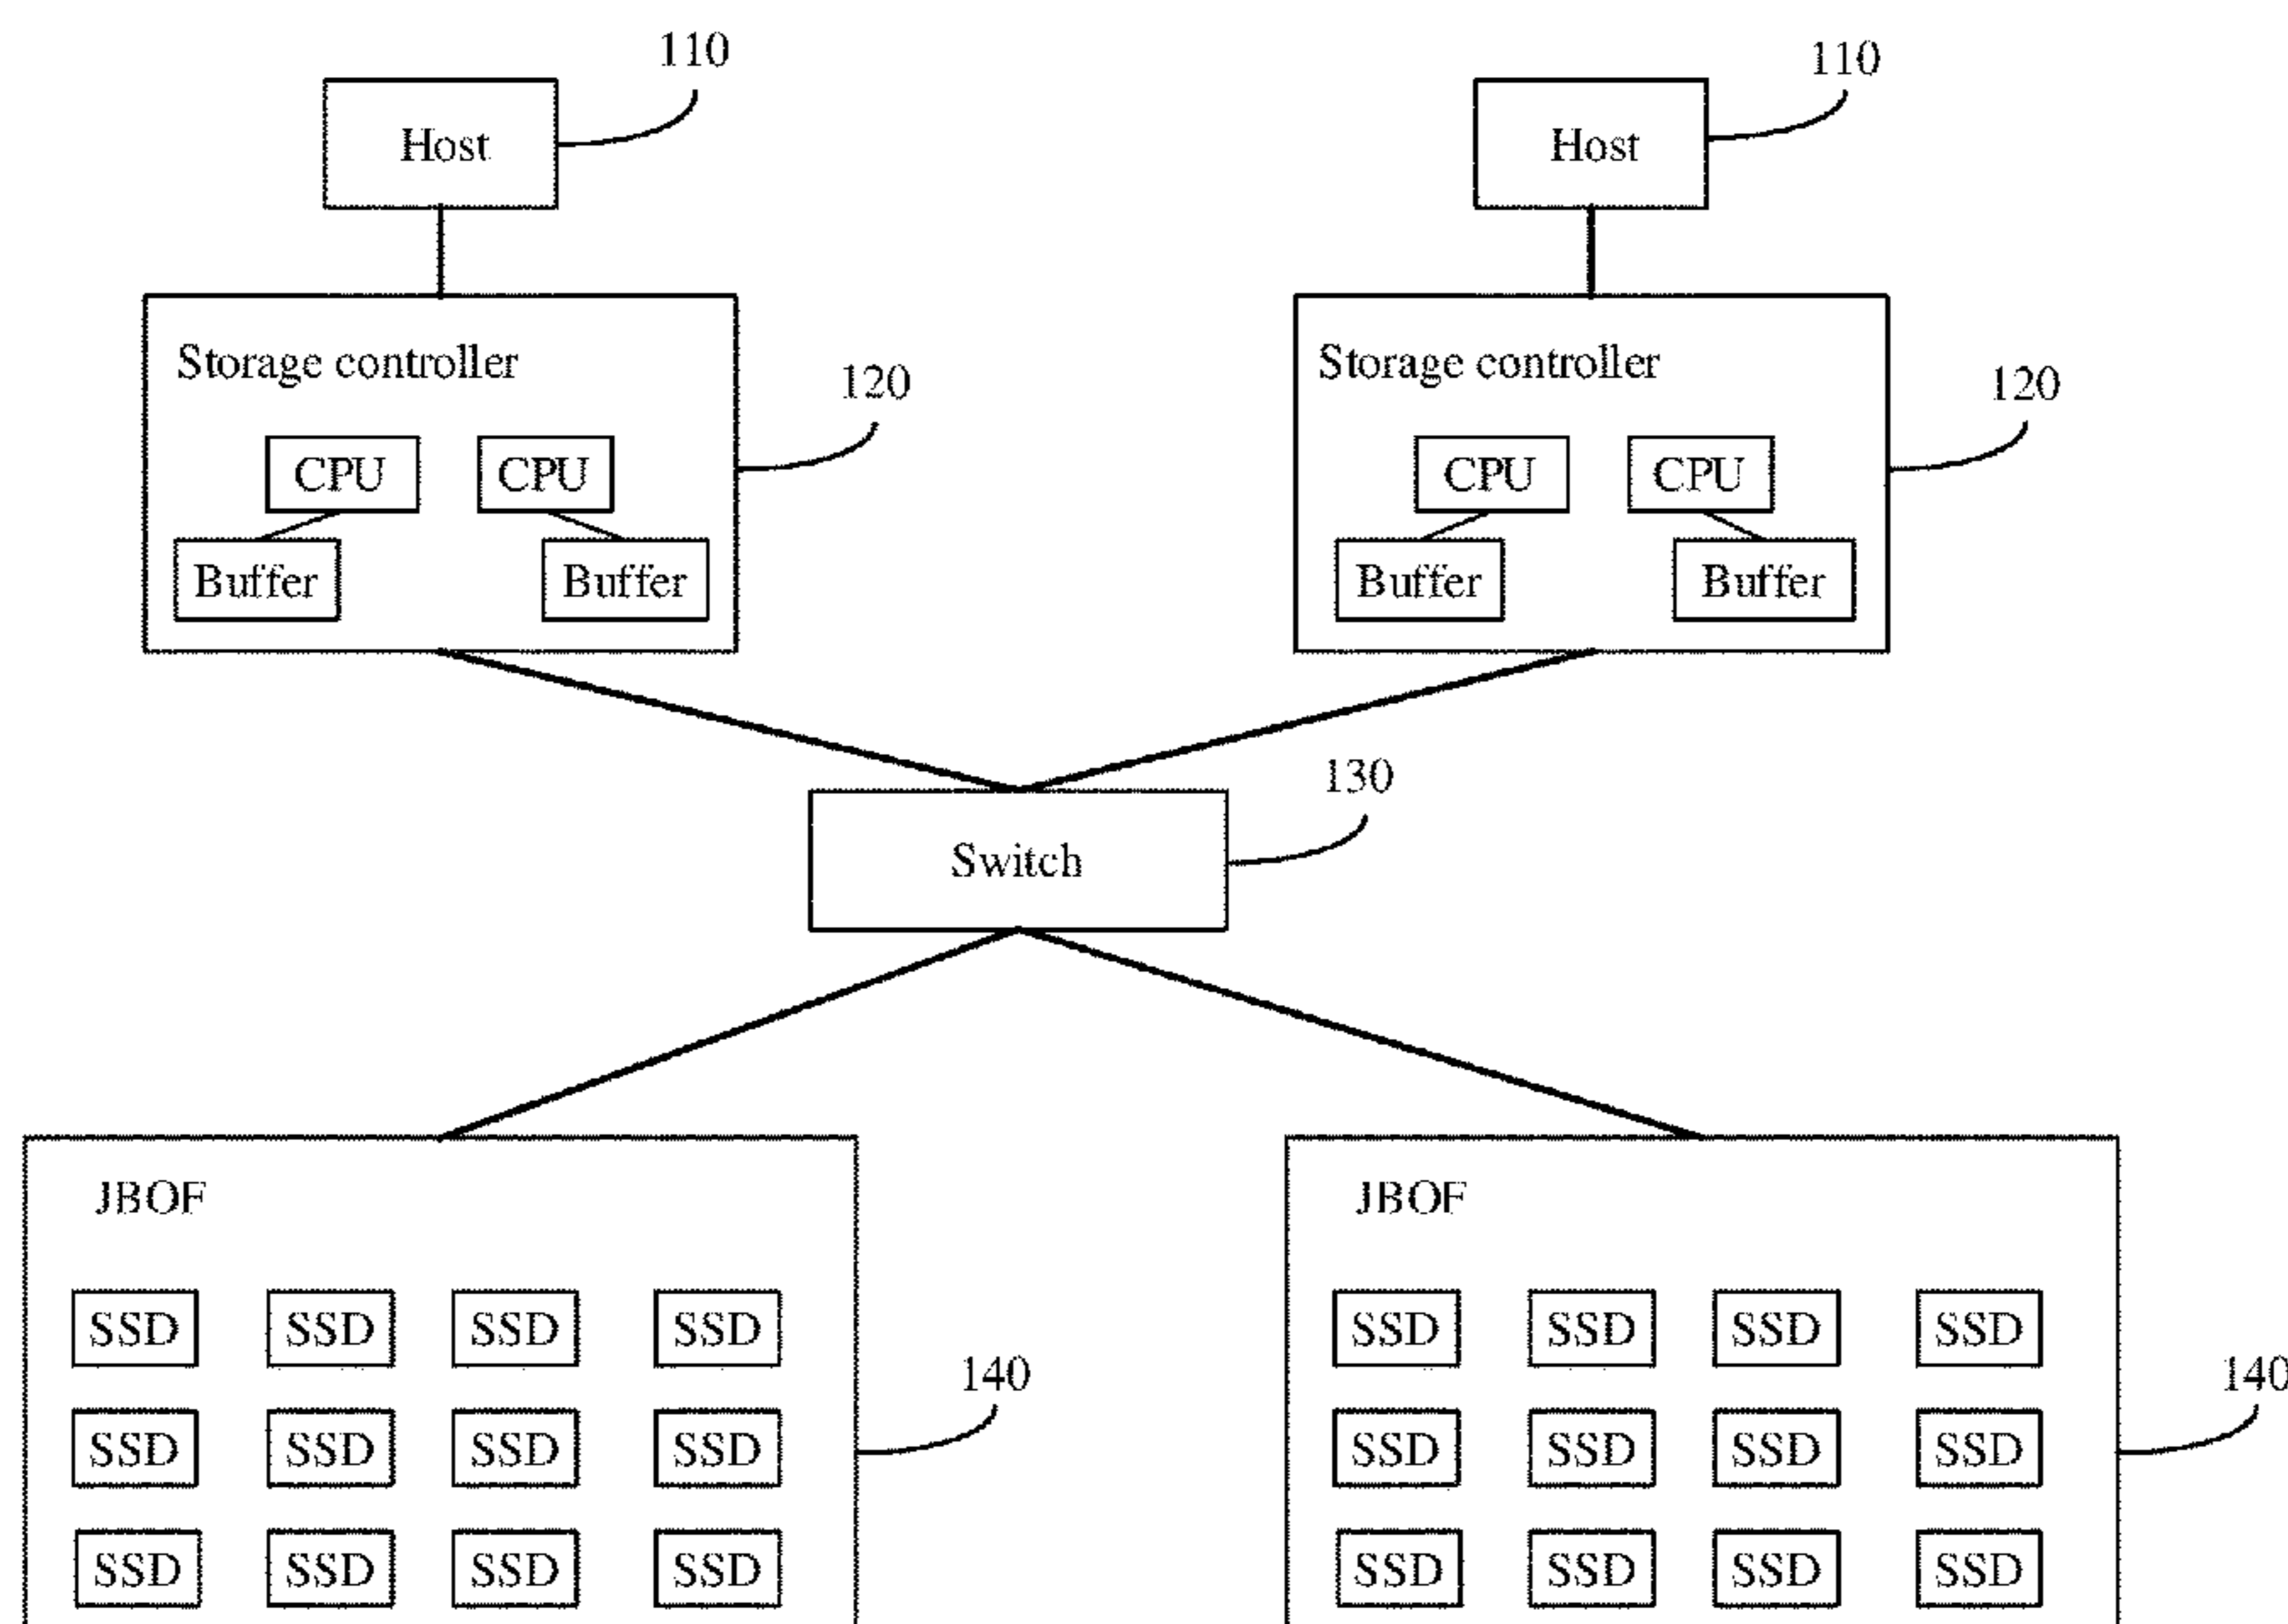 110
110
Host
Host
Storage controller
Storage controller
120
120
CPU CPU
CPU CPU
Buffer Buffer
Buffer Buffer
130
Switch
JBOF
JBOF
SSD SSD SSD SSD
SSD SSD SSD SSD
140
140
SSD SSD SSD SSD
SSD SSD SSD SSD
SSD SSD SSD SSD
SSD SSD SSD SSD